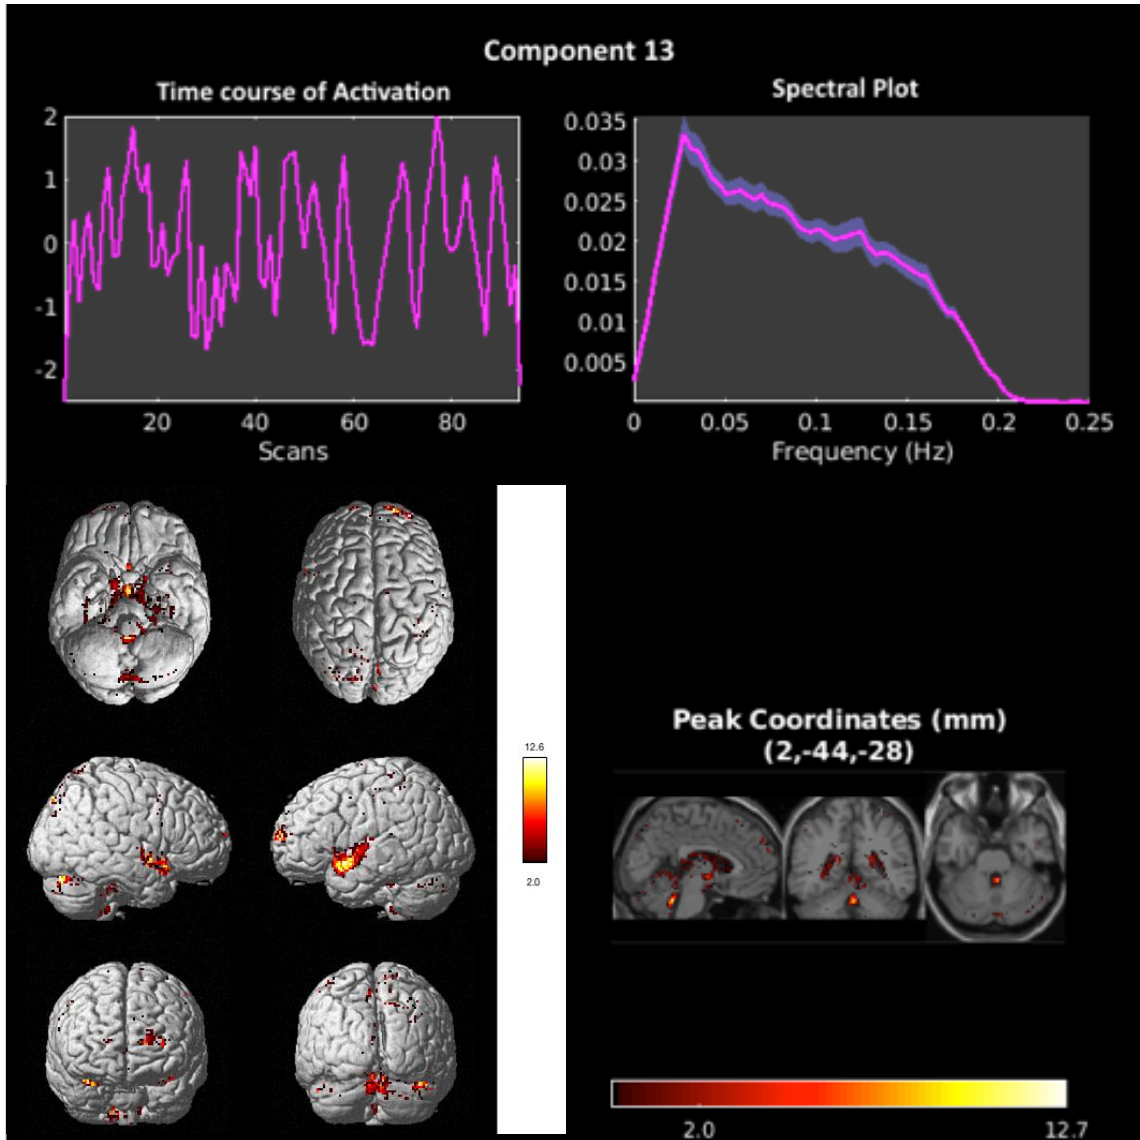 Component 13
Time course of Activation
Spectral Plot
2
1
0
-1
-2
20 40 60 80
Scans
0.035
0.03
0.025
0.02
0.015
0.01
0.005
0 0.05 0.1 0.15 0.2 0.25
Frequency (Hz)
12.6
2.0
Peak Coordinates (mm)
(2,-44,-28)
2.0 12.7